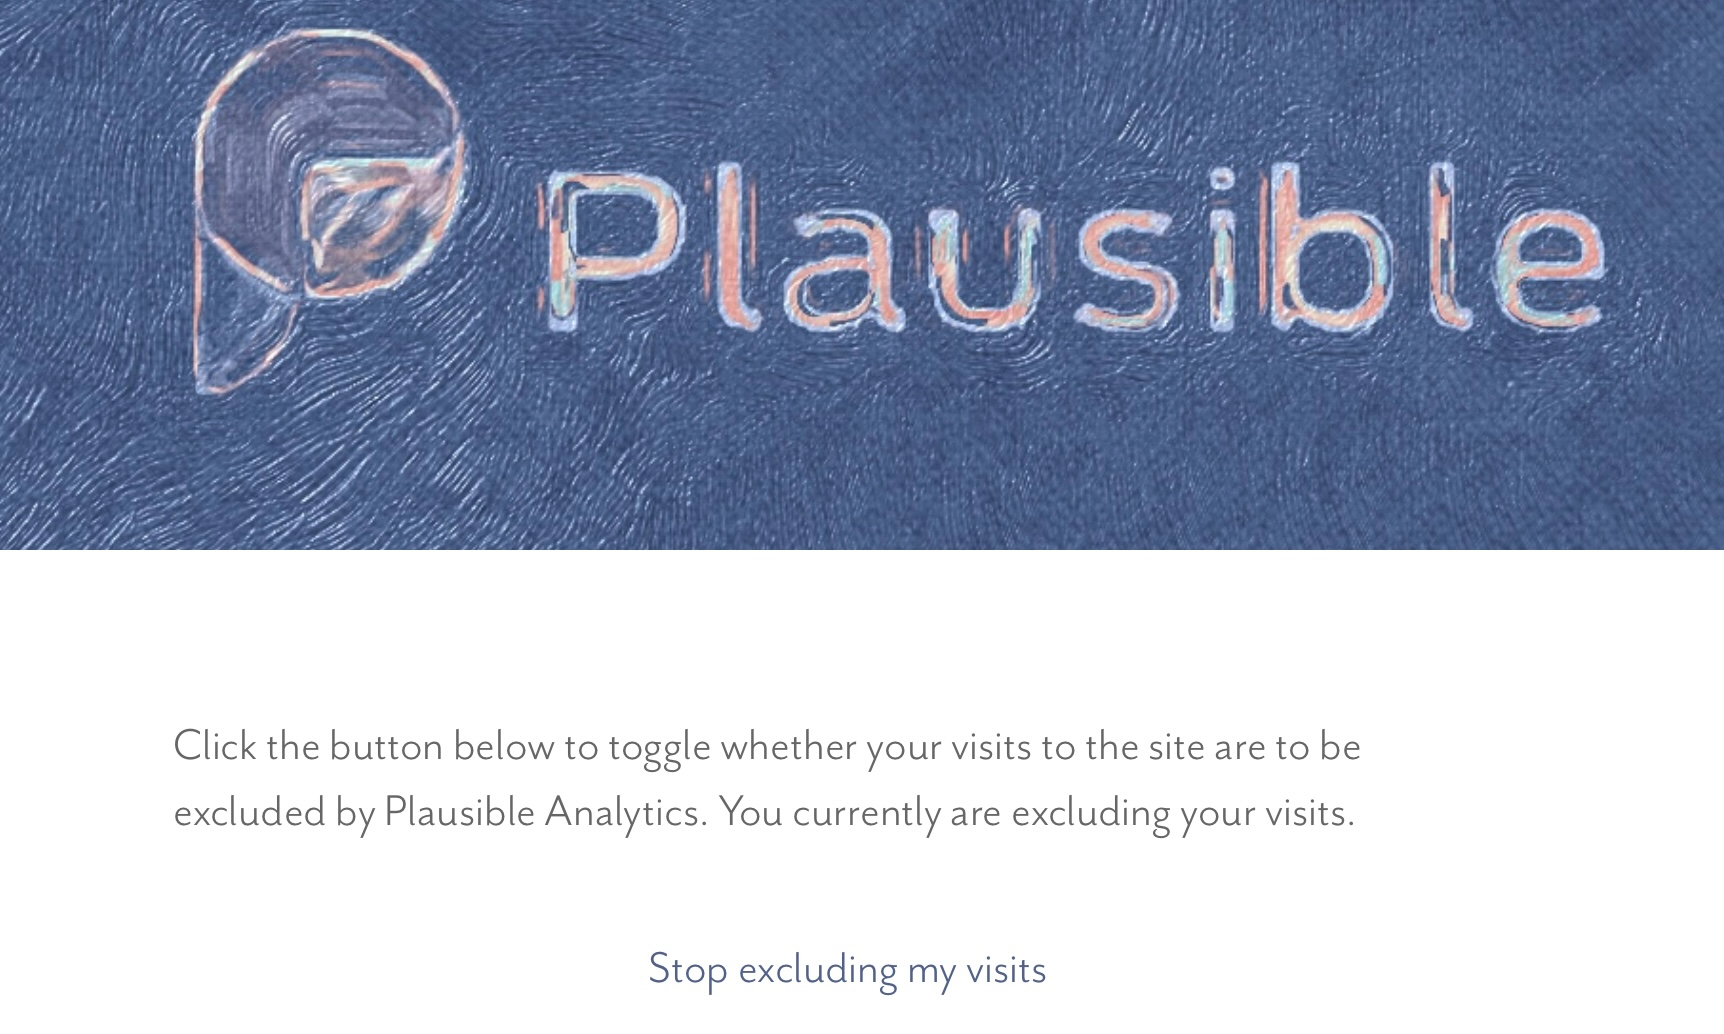 Plausible
Click the button below to toggle whether your visits to the site are to be
excluded by Plausible Analytics. You currently are excluding your visits.
Stop excluding my visits